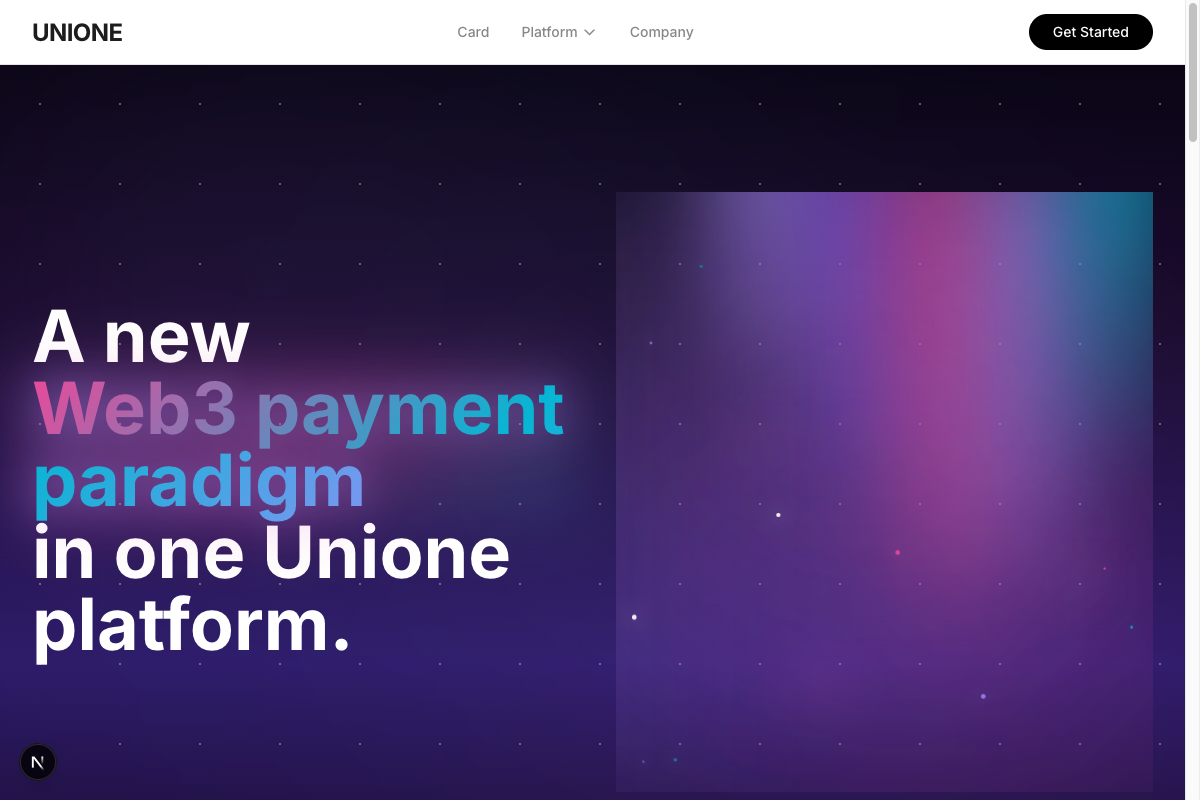 UNIONE
Card
Platform
Company
Get Started
A new
Web3 payment
paradigm
in one Unione
platform.
N